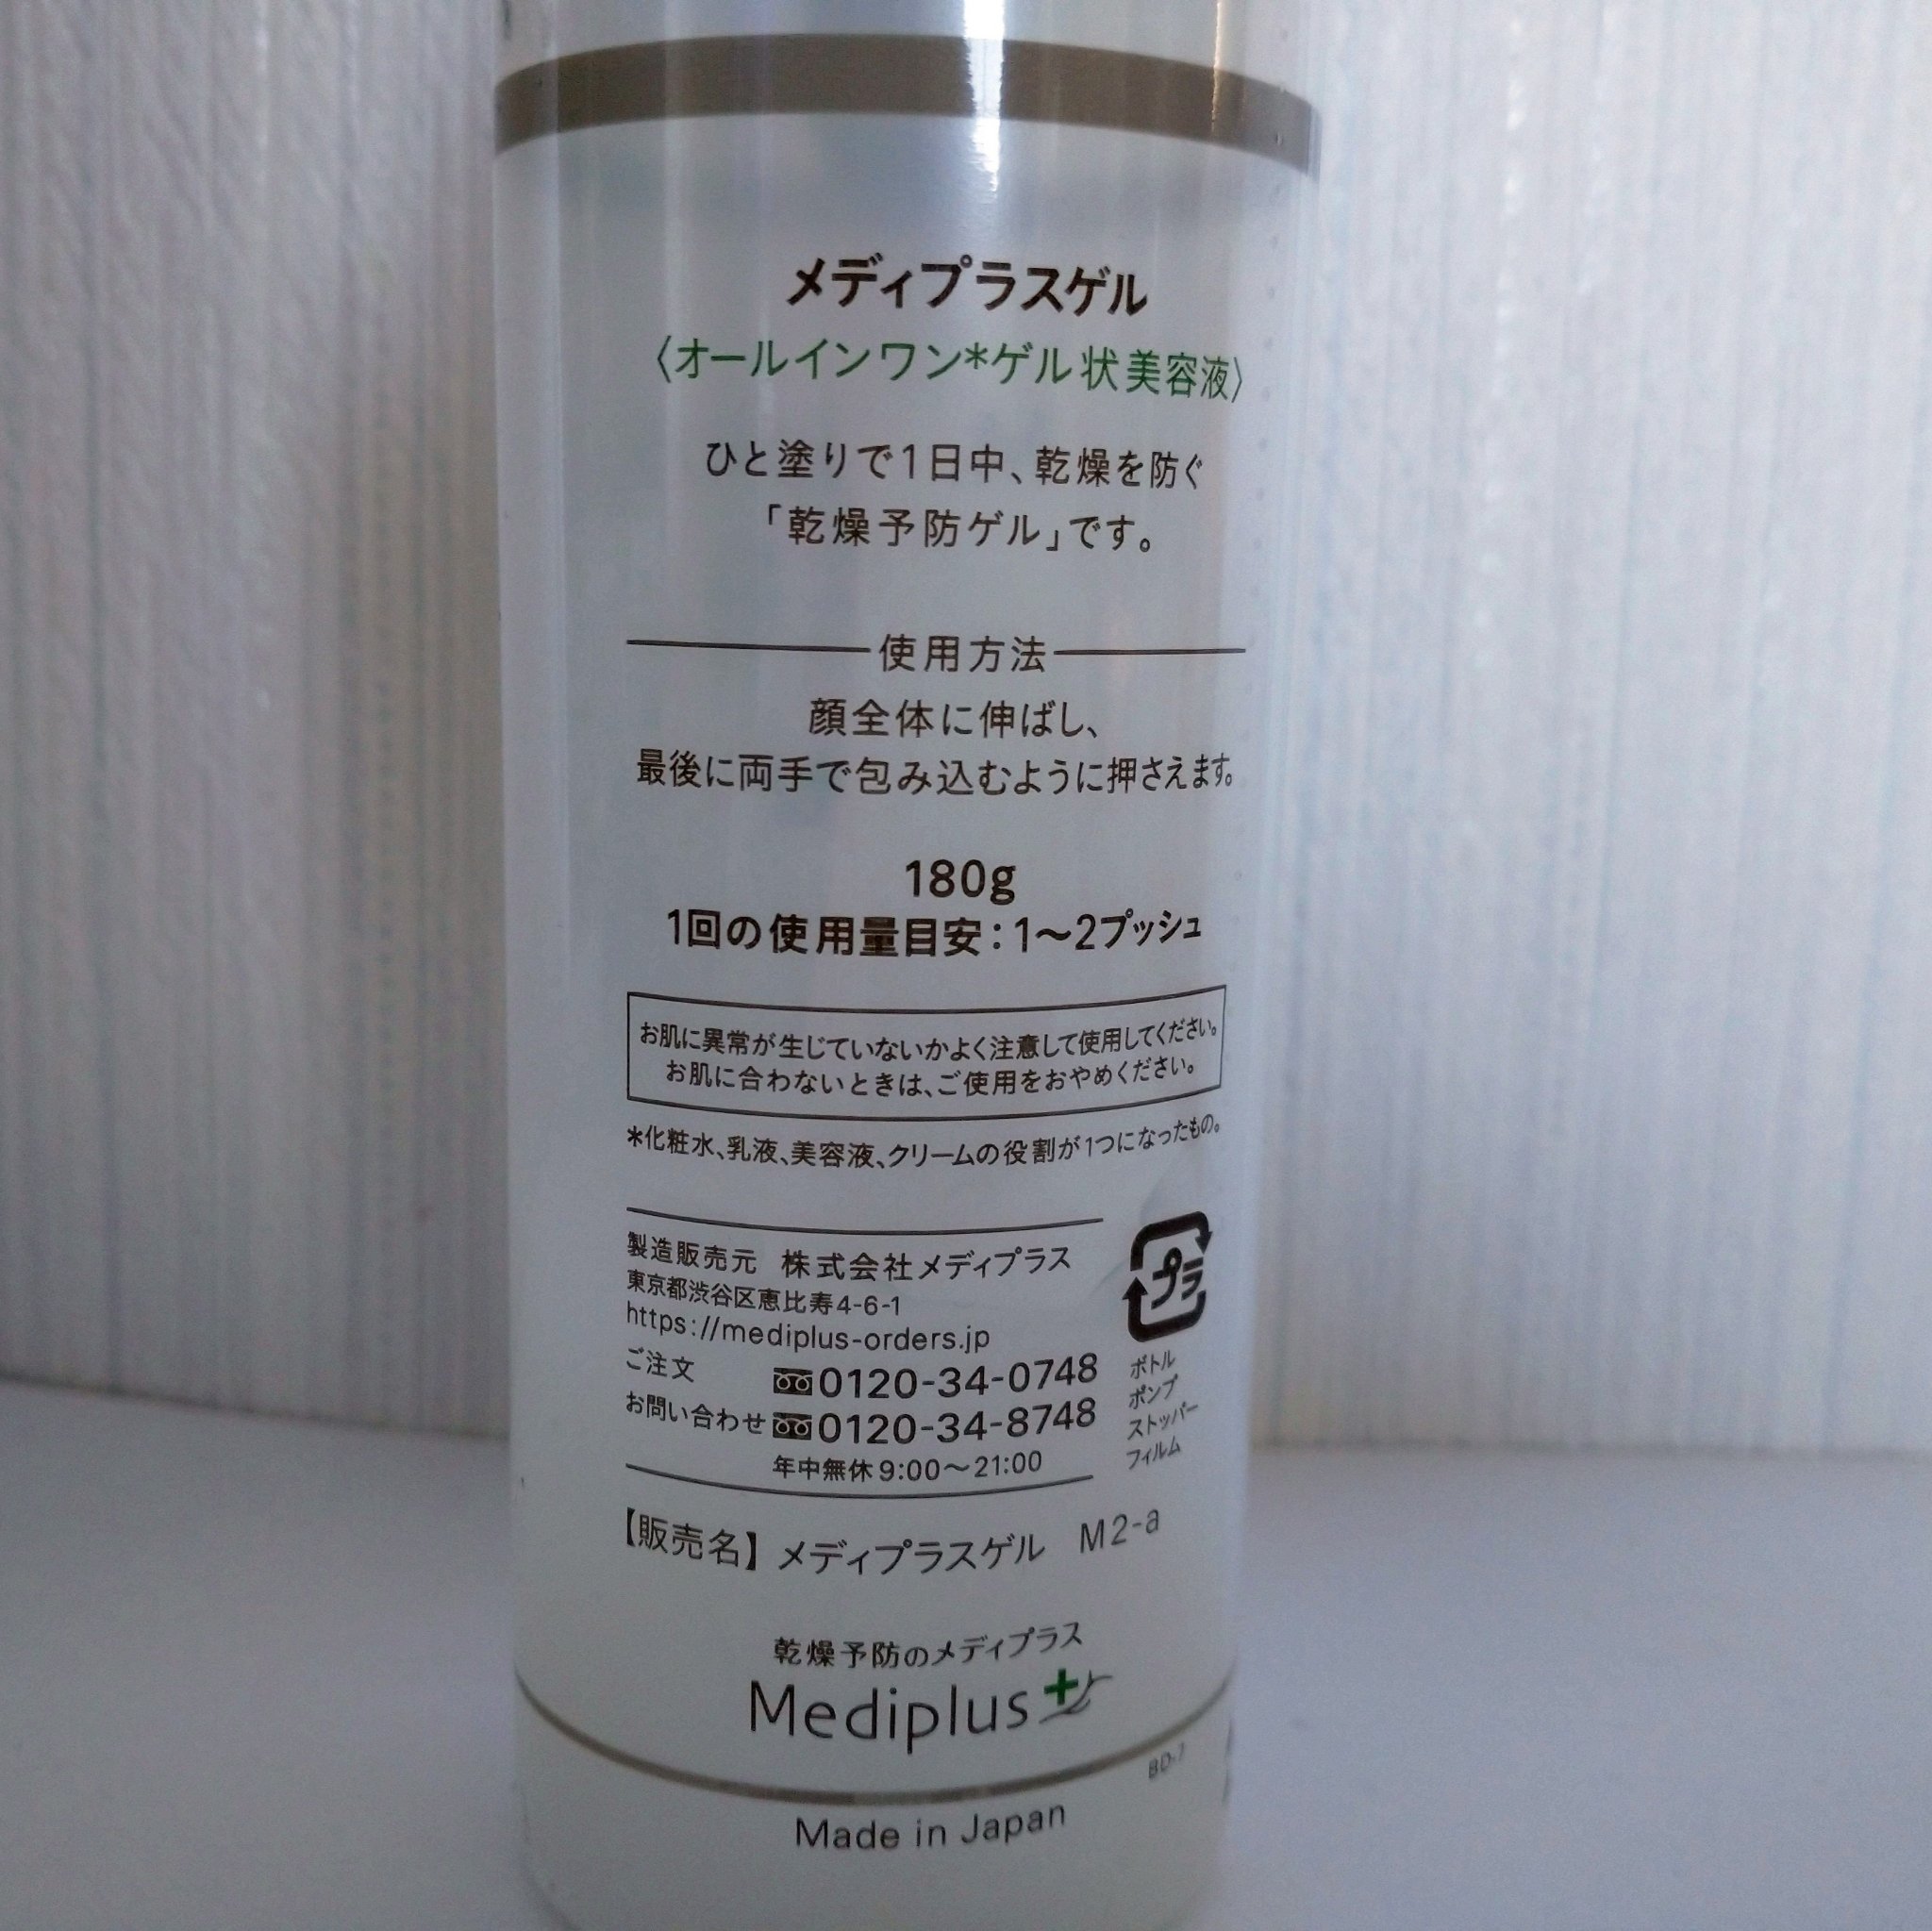 メディプラスゲル
〈オールインワン*ゲル状美容液〉
ひと塗りで1日中、乾燥を防ぐ
「乾燥予防ゲル」です。
使用方法
顔全体に伸ばし、
最後に両手で包み込むように押さえます。
180g
1回の使用量目安：1〜2プッシュ
お肌に異常が生じていないかよく注意して使用してください。
お肌に合わないときは、ご使用をおやめください。
*化粧水、乳液、美容液、クリームの役割が1つになったもの。
製造販売元 株式会社メディプラス
東京都渋谷区恵比寿4-6-1
https://mediplus-orders.jp
ご注文 0120-34-0748
お問い合わせ 0120-34-8748
年中無休9:00〜21:00
プラ
ボトル
ポンプ
ストッパー
フィルム
【販売名】メディプラスゲル M2-a
乾燥予防のメディプラス
Mediplus+
BD-7
Made in Japan